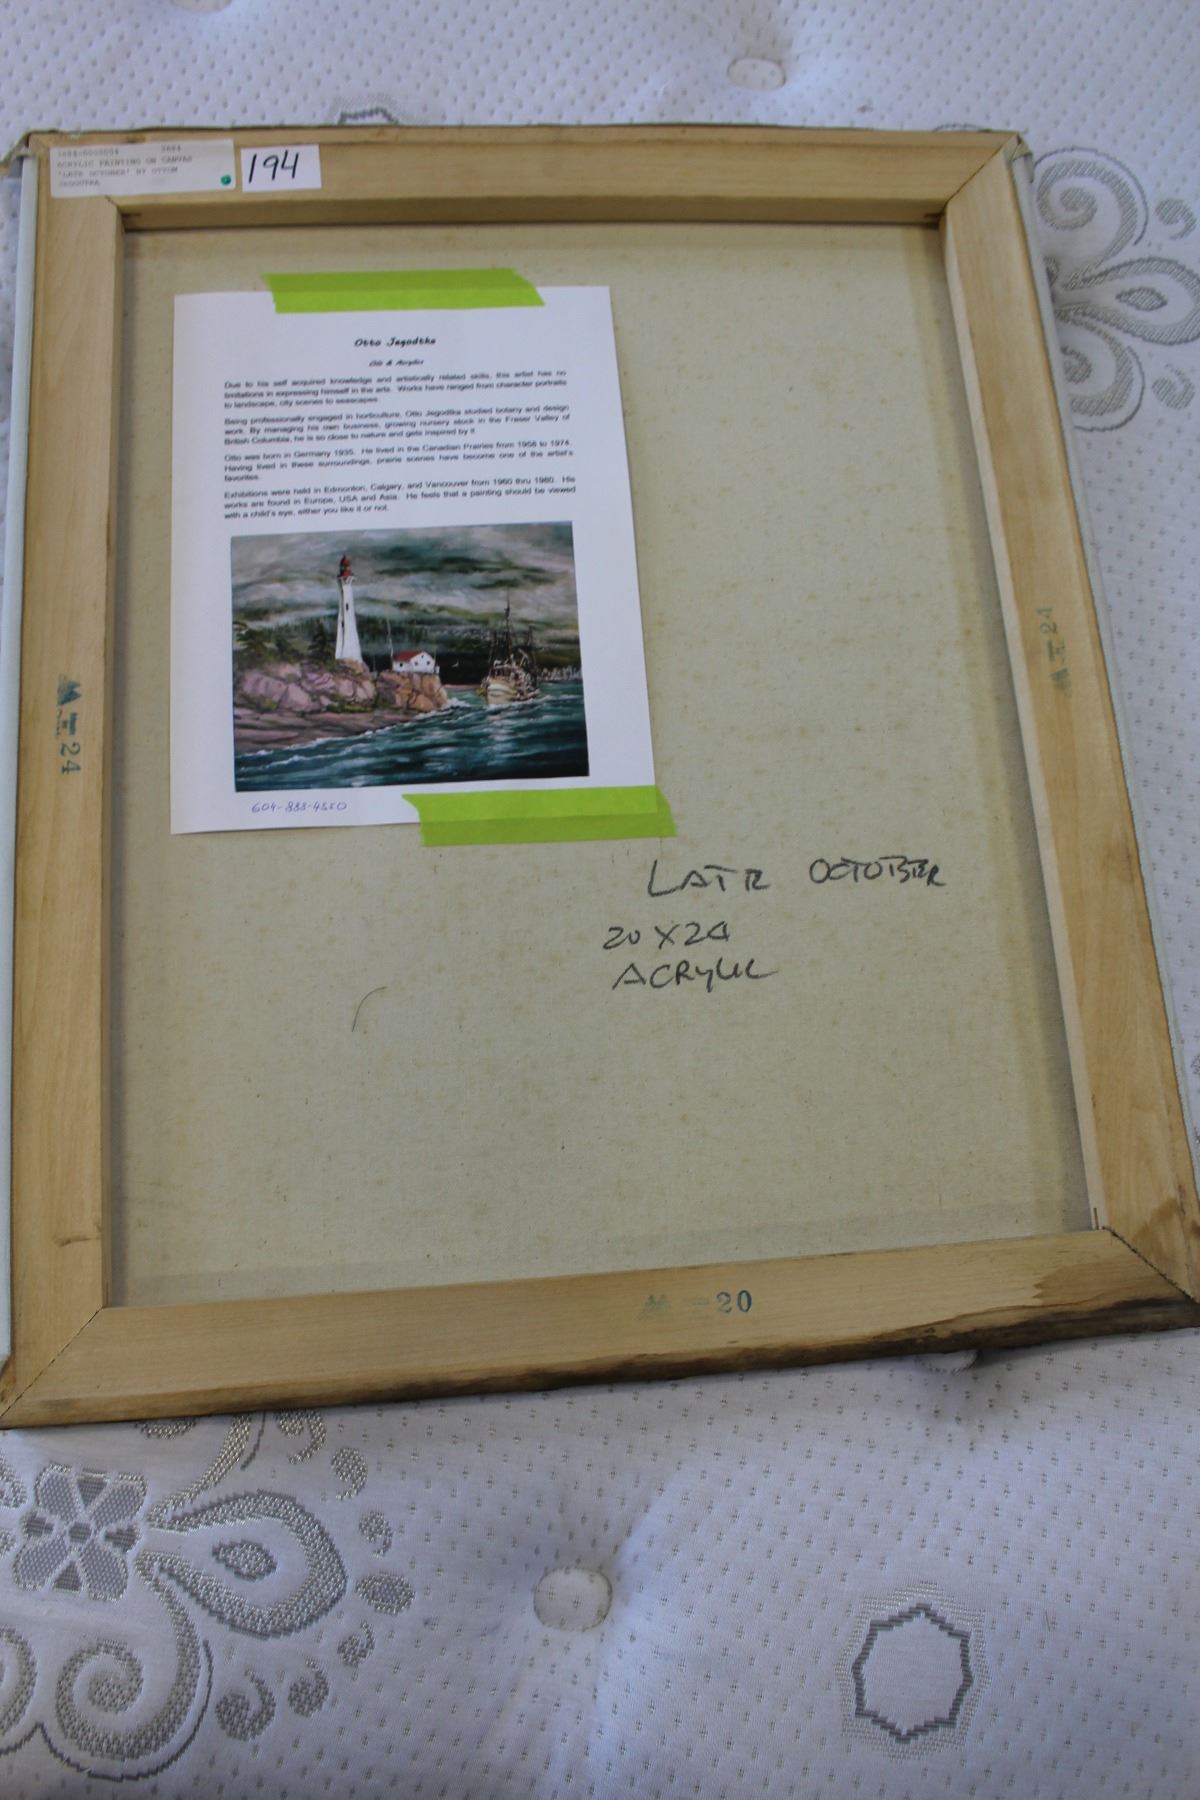 3684
ACRYLIC PAINTING ON CANVAS
'LATE OCTOBER' BY OTTOM
194
Otto Jegodtka
Oils & Acrylics
Due to his self acquired knowledge and artistically related skills, this artist has no
limitations in expressing himself in the arts. Works have ranged from character portraits
to landscape, city scenes to seascapes.
Being professionally engaged in horticulture, Otto Jegodtka studied botany and design
work. By managing his own business, growing nursery stock in the Fraser Valley of
British Columbia, he is so close to nature and gets inspired by it.
Otto was born in Germany 1935. He lived in the Canadian Prairies from 1958 to 1974.
Having lived in these surroundings, prairie scenes have become one of the artist's
favorites.
Exhibitions were held in Edmonton, Calgary, and Vancouver from 1960 thru 1980. His
works are found in Europe, USA and Asia. He feels that a painting should be viewed
with a child's eye, either you like it or not.
604-888-4550
LATE OCTOBER
20 X 24
ACRYLIC
24
24
20